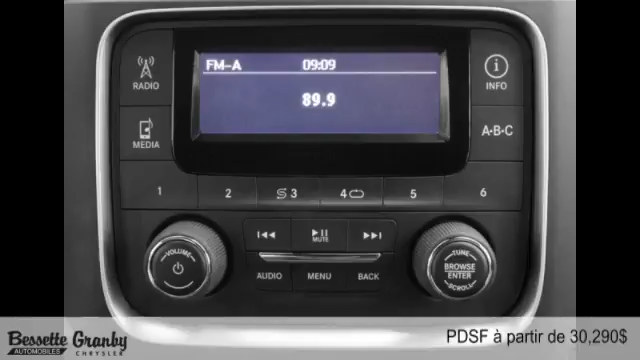 FM-A 09:09
89.9
RADIO
INFO
MEDIA
A-B-C
1 2 3 4 5 6
MUTE
VOLUME
TUNE
BROWSE
ENTER
SCROLL
AUDIO MENU BACK
Bessette Granby
AUTOMOBILES CHRYSLER
PDSF à partir de 30,290$